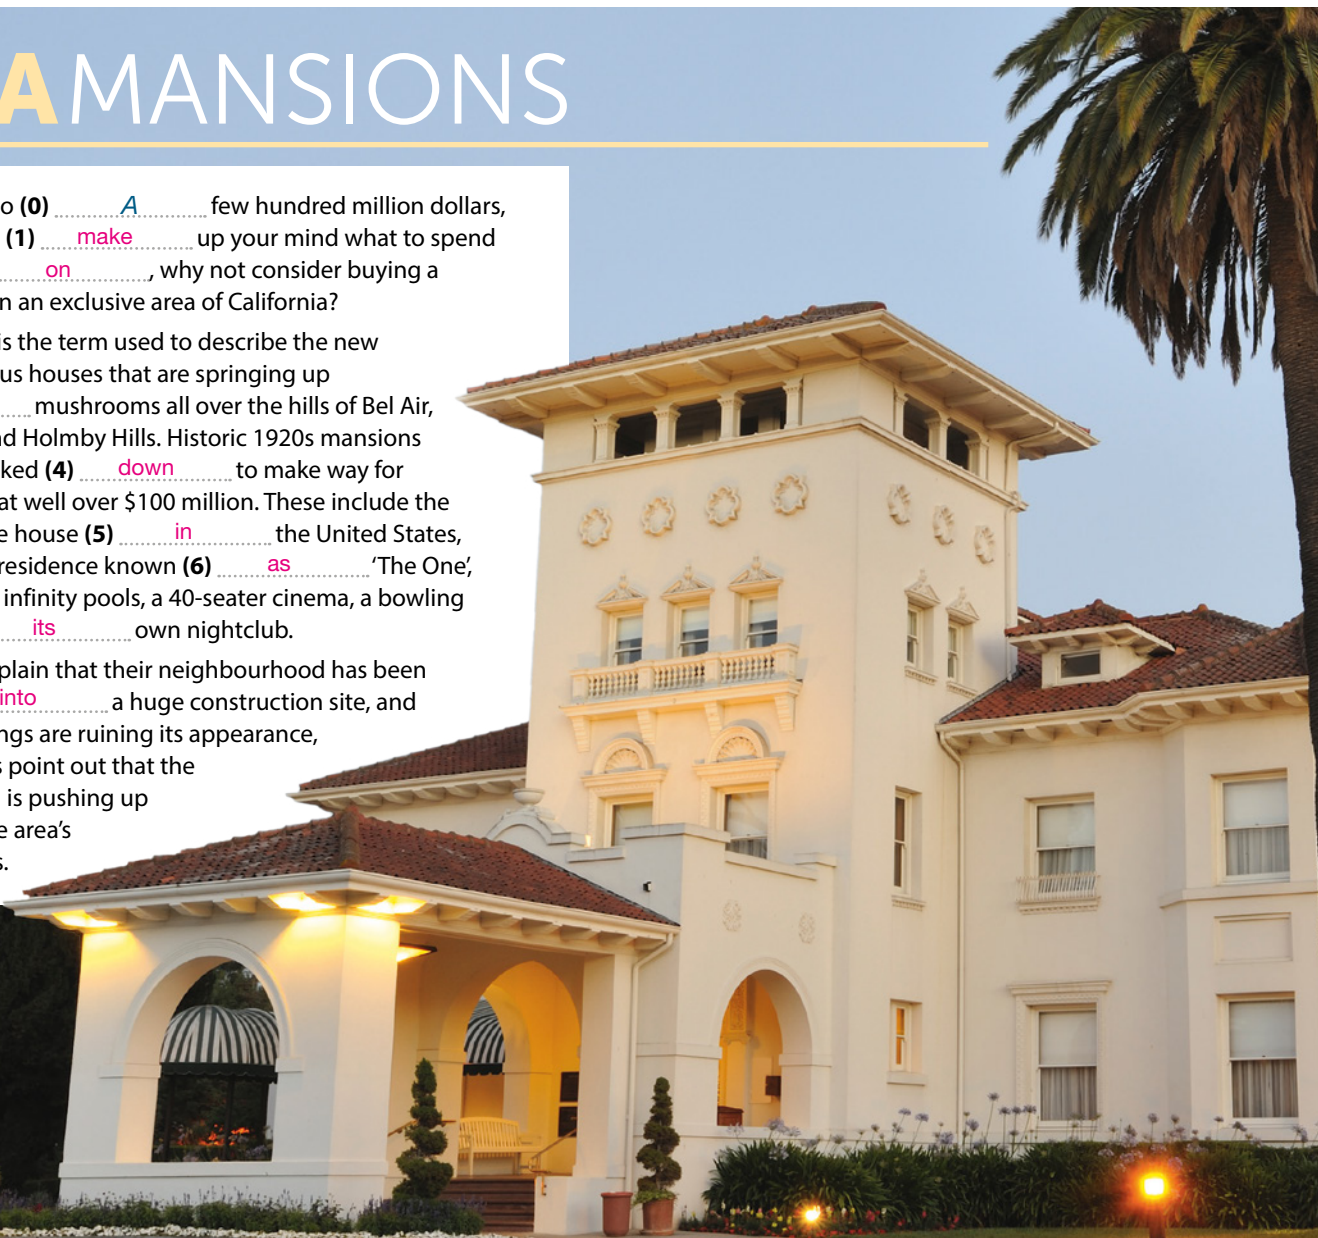 A MANSIONS
o (0) A few hundred million dollars,
(1) make up your mind what to spend
on, why not consider buying a
n an exclusive area of California?
is the term used to describe the new
us houses that are springing up
mushrooms all over the hills of Bel Air,
d Holmby Hills. Historic 1920s mansions
ked (4) down to make way for
at well over $100 million. These include the
e house (5) in the United States,
residence known (6) as ‘The One’,
infinity pools, a 40-seater cinema, a bowling
its own nightclub.
plain that their neighbourhood has been
into a huge construction site, and
ngs are ruining its appearance,
s point out that the
is pushing up
e area’s
s.